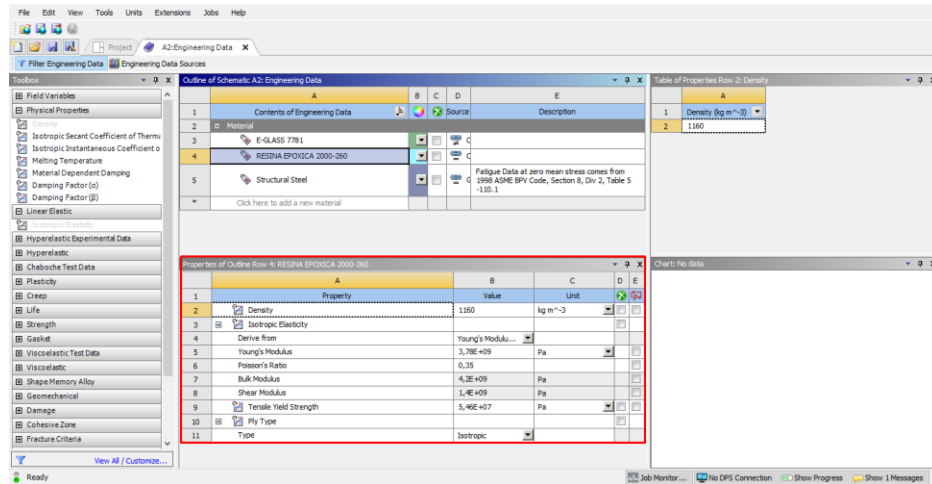 File Edit View Tools Units Extensions Jobs Help
Project A2:Engineering Data X
Filter Engineering Data Engineering Data Sources
Toolbox
Field Variables
Physical Properties
Density
Isotropic Secant Coefficient of Therma
Isotropic Instantaneous Coefficient o
Melting Temperature
Material Dependent Damping
Damping Factor (α)
Damping Factor (β)
Linear Elastic
Isotropic Elasticity
Hyperelastic Experimental Data
Hyperelastic
Chaboche Test Data
Plasticity
Creep
Life
Strength
Gasket
Viscoelastic Test Data
Viscoelastic
Shape Memory Alloy
Geomechanical
Damage
Cohesive Zone
Fracture Criteria
View All / Customize...
Outline of Schematic A2: Engineering Data
A B C D E
1 Contents of Engineering Data Source Description
2 Material
3 E-GLASS 7781
4 RESINA EPOXICA 2000-260
5 Structural Steel Fatigue Data at zero mean stress comes from
1998 ASME BPV Code, Section 8, Div 2, Table 5
-110.1
* Click here to add a new material
Table of Properties Row 2: Density
A
1 Density (kg m^-3)
2 1160
Properties of Outline Row 4: RESINA EPOXICA 2000-260
A B C D E
1 Property Value Unit
2 Density 1160 kg m^-3
3 Isotropic Elasticity
4 Derive from Young's Modulu...
5 Young's Modulus 3,78E+09 Pa
6 Poisson's Ratio 0,35
7 Bulk Modulus 4,2E+09 Pa
8 Shear Modulus 1,4E+09 Pa
9 Tensile Yield Strength 5,46E+07 Pa
10 Ply Type
11 Type Isotropic
Chart: No data
Ready Job Monitor... No DPS Connection Show Progress Show 1 Messages